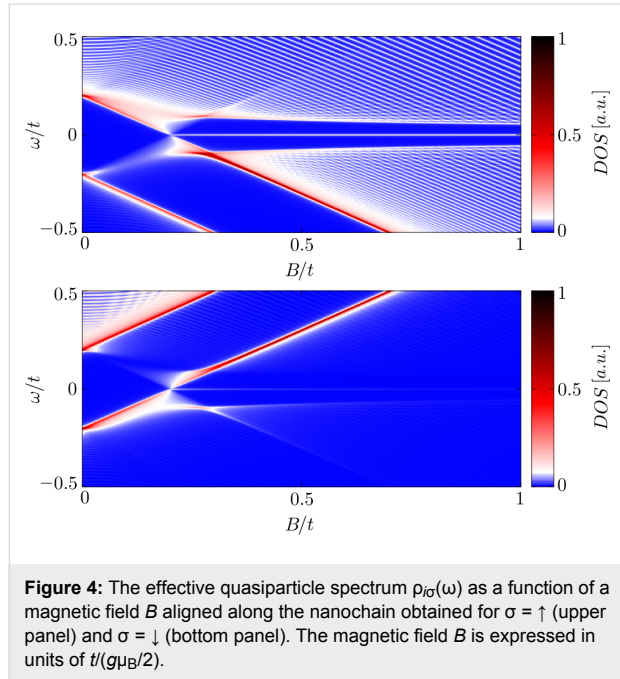 0.5
0
−0.5
ω/t
0
0.5
1
B/t
1
0.5
0
DOS [a.u.]
0.5
0
−0.5
ω/t
0
0.5
1
B/t
1
0.5
0
DOS [a.u.]
Figure 4: The effective quasiparticle spectrum ρiσ(ω) as a function of a
magnetic field B aligned along the nanochain obtained for σ = ↑ (upper
panel) and σ = ↓ (bottom panel). The magnetic field B is expressed in
units of t/(gμB/2).